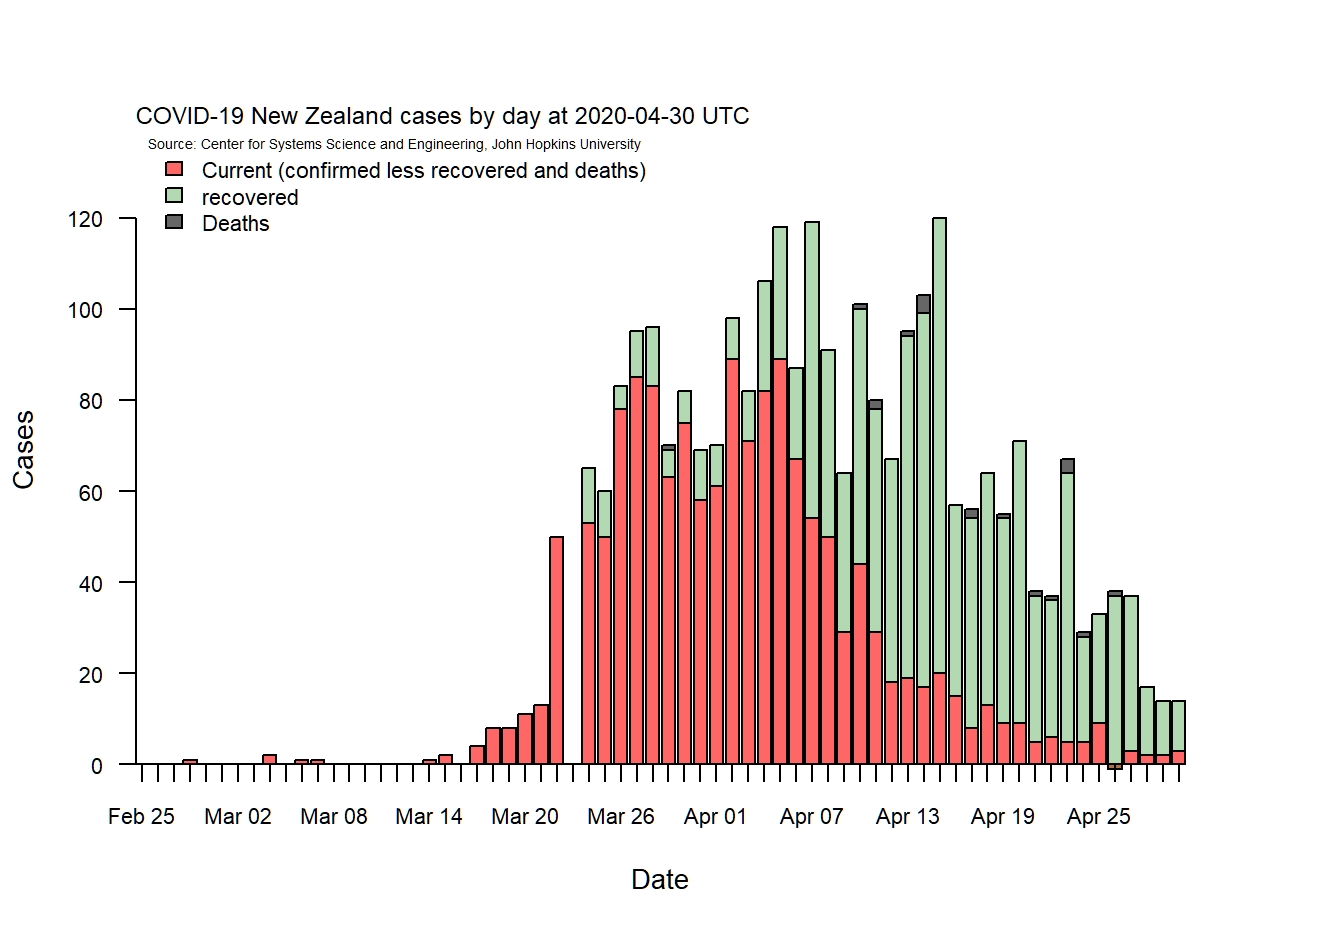 COVID-19 New Zealand cases by day at 2020-04-30 UTC
Source: Center for Systems Science and Engineering, John Hopkins University
Current (confirmed less recovered and deaths)
recovered
Deaths
120
100
80
60
40
20
0
Cases
Feb 25 Mar 02 Mar 08 Mar 14 Mar 20 Mar 26 Apr 01 Apr 07 Apr 13 Apr 19 Apr 25
Date